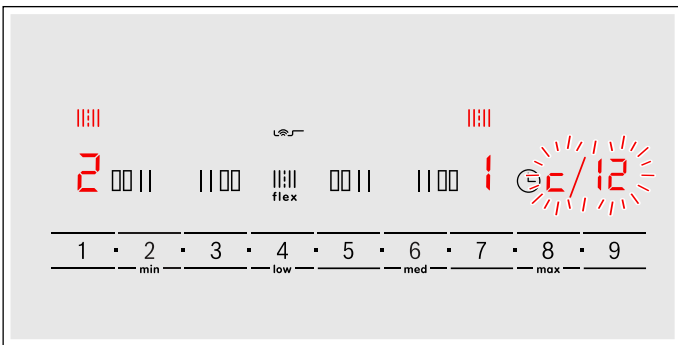 2 1 c/12
flex
1 · 2 · 3 · 4 · 5 · 6 · 7 · 8 · 9
min low med max